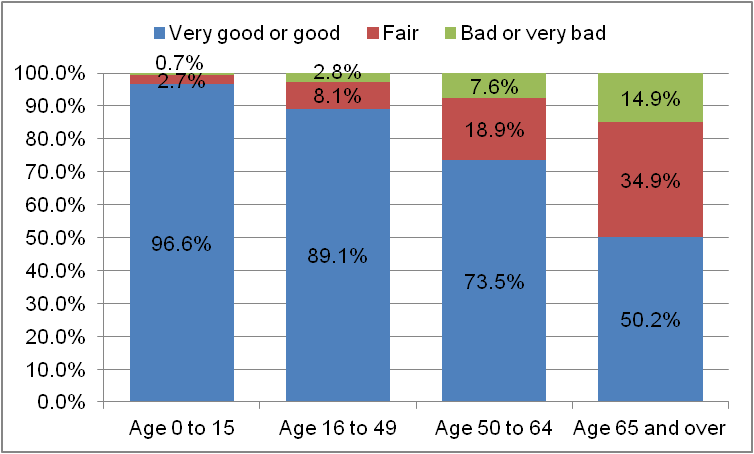 Very good or good Fair Bad or very bad
0.7%
100.0% 2.7% 2.8% 7.6% 14.9%
90.0% 8.1%
80.0% 18.9%
70.0% 34.9%
60.0%
50.0% 96.6% 89.1%
40.0% 73.5%
30.0% 50.2%
20.0%
10.0%
0.0%
Age 0 to 15 Age 16 to 49 Age 50 to 64 Age 65 and over